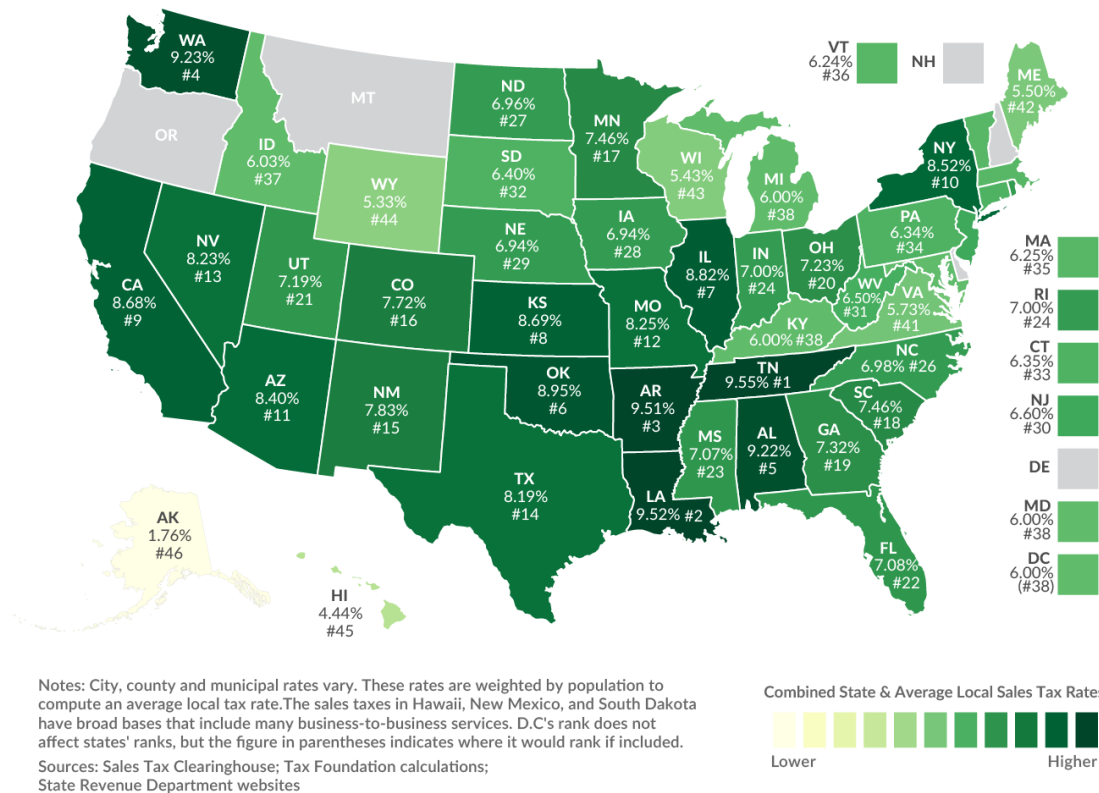 WA
9.23%
#4
VT
6.24%
#36
NH
ME
5.50%
#42
MT
ND
6.96%
#27
MN
7.46%
#17
OR
ID
6.03%
#37
SD
6.40%
#32
WI
5.43%
#43
NY
8.52%
#10
WY
5.33%
#44
MI
6.00%
#38
NE
6.94%
#29
IA
6.94%
#28
PA
6.34%
#34
NV
8.23%
#13
UT
7.19%
#21
IL
8.82%
#7
IN
7.00%
#24
OH
7.23%
#20
MA
6.25%
#35
CA
8.68%
#9
CO
7.72%
#16
KS
8.69%
#8
MO
8.25%
#12
WV
6.50%
#31
VA
5.73%
#41
RI
7.00%
#24
KY
6.00% #38
CT
6.35%
#33
NC
6.98% #26
TN
9.55% #1
AZ
8.40%
#11
NM
7.83%
#15
OK
8.95%
#6
AR
9.51%
#3
SC
7.46%
#18
NJ
6.60%
#30
MS
7.07%
#23
AL
9.22%
#5
GA
7.32%
#19
DE
TX
8.19%
#14
LA
9.52% #2
MD
6.00%
#38
AK
1.76%
#46
FL
7.08%
#22
DC
6.00%
(#38)
HI
4.44%
#45
Notes: City, county and municipal rates vary. These rates are weighted by population to
compute an average local tax rate.The sales taxes in Hawaii, New Mexico, and South Dakota
have broad bases that include many business-to-business services. D.C's rank does not
affect states' ranks, but the figure in parentheses indicates where it would rank if included.
Sources: Sales Tax Clearinghouse; Tax Foundation calculations;
State Revenue Department websites
Combined State & Average Local Sales Tax Rates
Lower
Higher